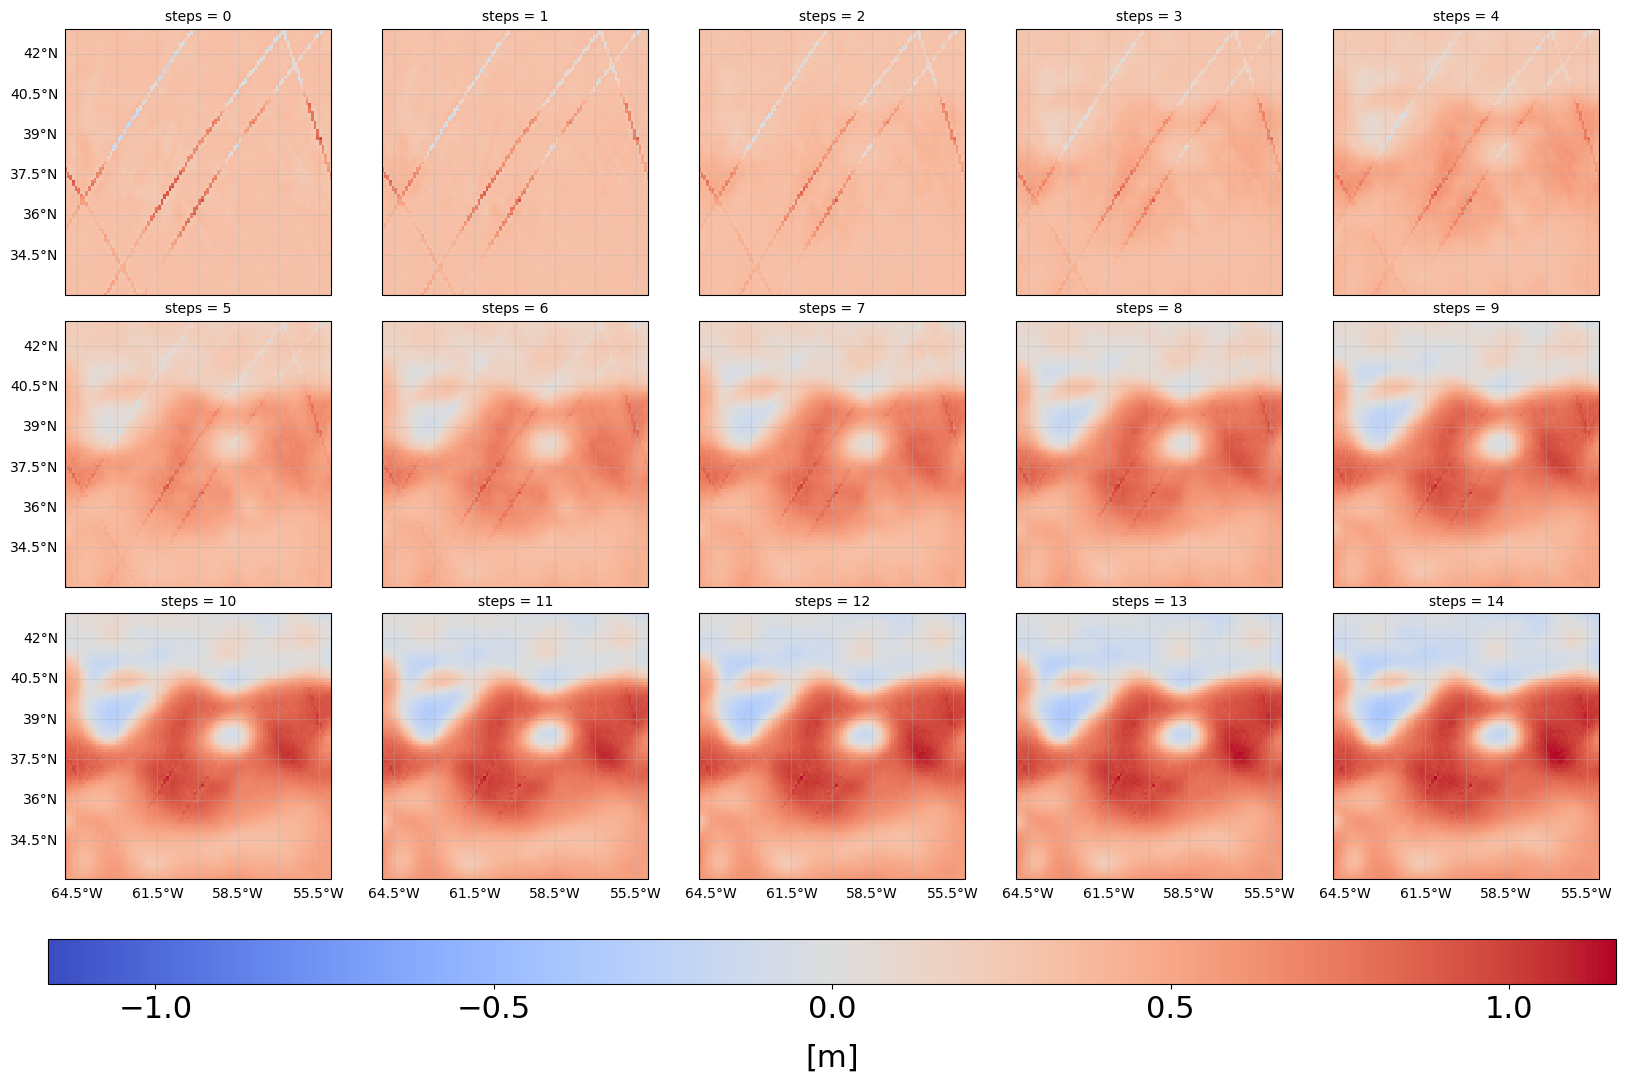 steps = 0 steps = 1 steps = 2 steps = 3 steps = 4
42°N
40.5°N
39°N
37.5°N
36°N
34.5°N
steps = 5 steps = 6 steps = 7 steps = 8 steps = 9
42°N
40.5°N
39°N
37.5°N
36°N
34.5°N
steps = 10 steps = 11 steps = 12 steps = 13 steps = 14
42°N
40.5°N
39°N
37.5°N
36°N
34.5°N
64.5°W 61.5°W 58.5°W 55.5°W 64.5°W 61.5°W 58.5°W 55.5°W 64.5°W 61.5°W 58.5°W 55.5°W 64.5°W 61.5°W 58.5°W 55.5°W 64.5°W 61.5°W 58.5°W 55.5°W
−1.0 −0.5 0.0 0.5 1.0
[m]